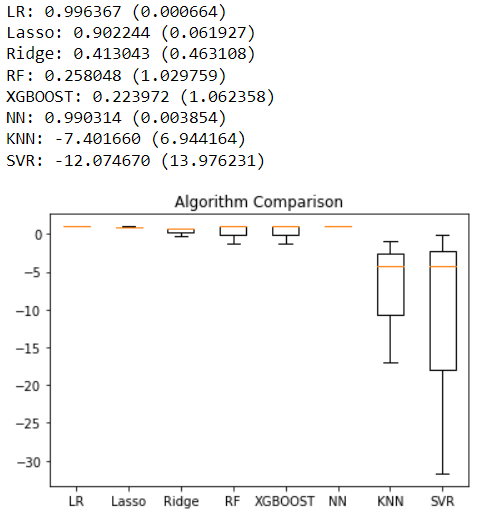 LR: 0.996367 (0.000664)
Lasso: 0.902244 (0.061927)
Ridge: 0.413043 (0.463108)
RF: 0.258048 (1.029759)
XGBOOST: 0.223972 (1.062358)
NN: 0.990314 (0.003854)
KNN: -7.401660 (6.944164)
SVR: -12.074670 (13.976231)
Algorithm Comparison
0
−5
−10
−15
−20
−25
−30
LR Lasso Ridge RF XGBOOST NN KNN SVR